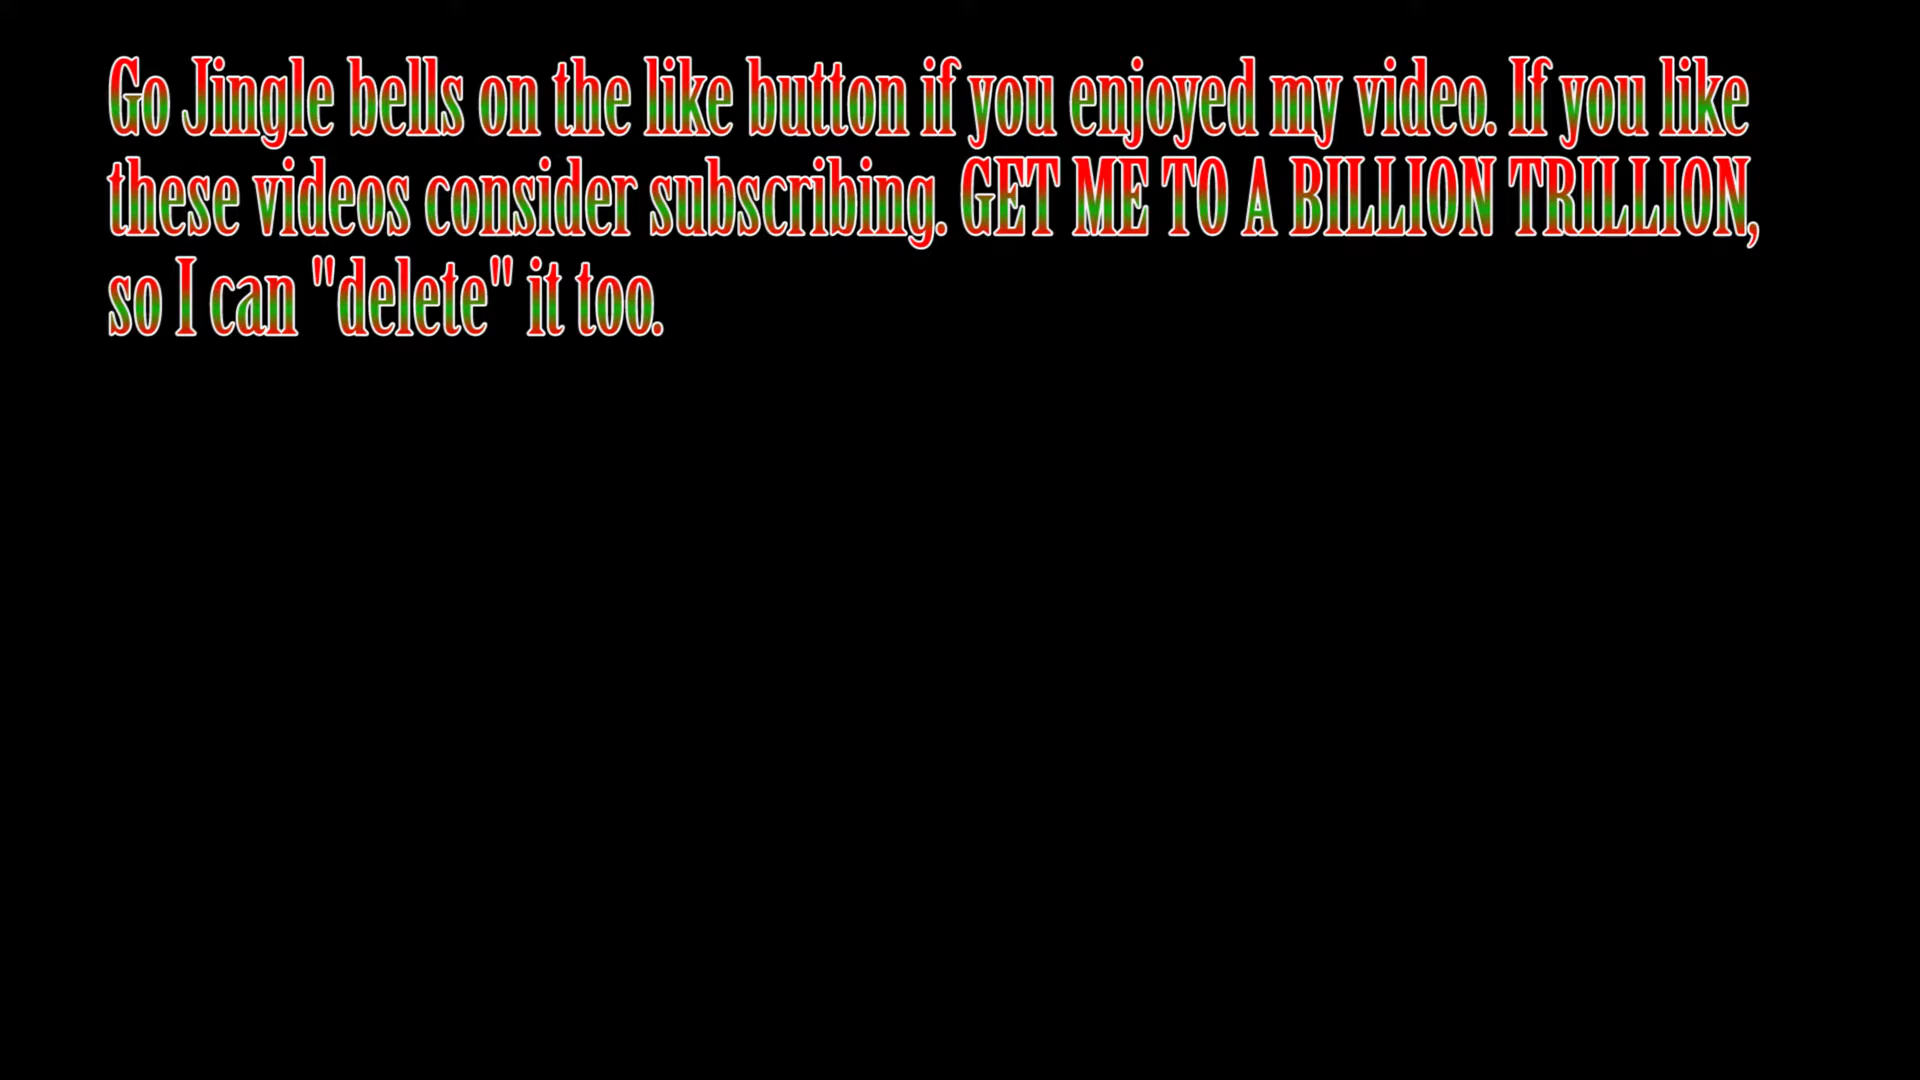 Go Jingle bells on the like button if you enjoyed my video. If you like
these videos consider subscribing. GET ME TO A BILLION TRILLION,
so I can "delete" it too.